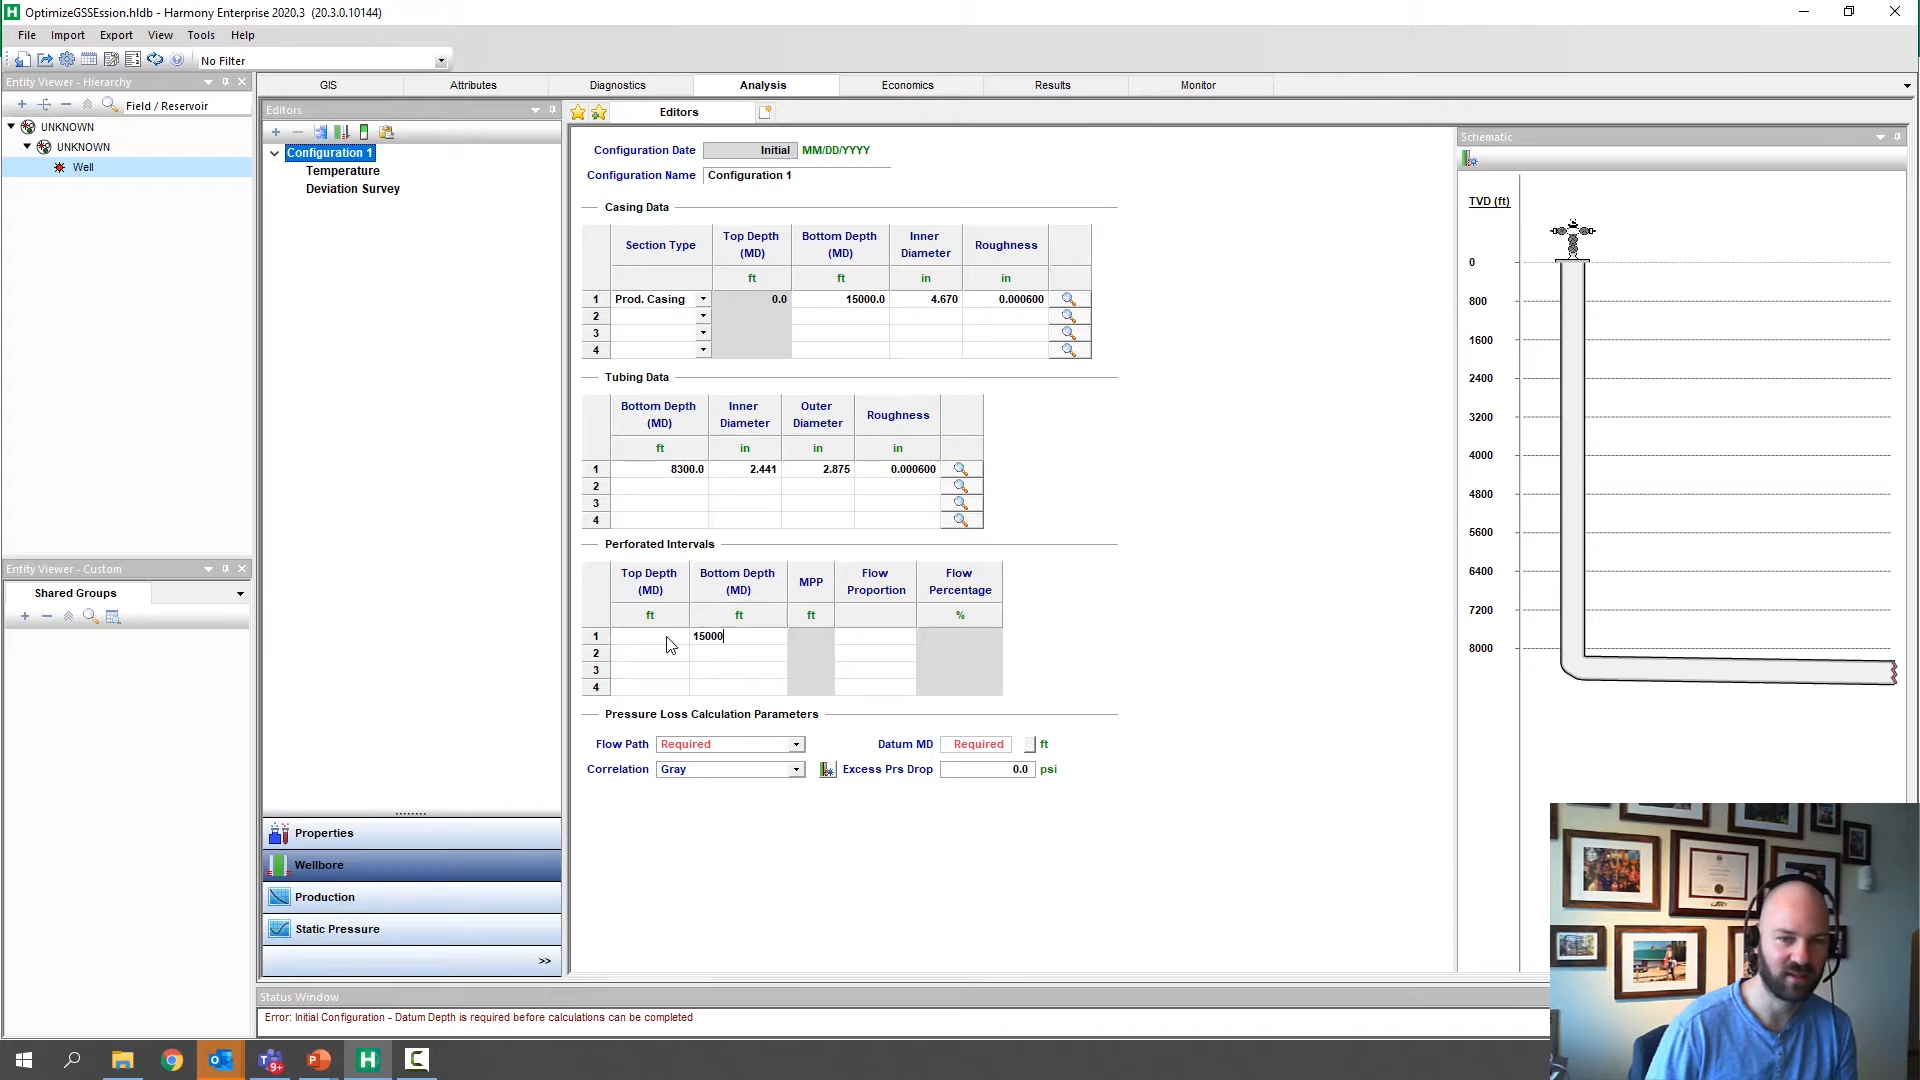 OptimizeGSSEssion.hldb - Harmony Enterprise 2020.3 (20.3.0.10144)
File Import Export View Tools Help
No Filter
Entity Viewer - Hierarchy
Field / Reservoir
UNKNOWN
UNKNOWN
Well
Entity Viewer - Custom
Shared Groups
GIS Attributes Diagnostics Analysis Economics Results Monitor
Editors
Configuration 1
Temperature
Deviation Survey
Properties
Wellbore
Production
Static Pressure
>>
Editors
Configuration Date Initial MM/DD/YYYY
Configuration Name Configuration 1
Casing Data
Section Type Top Depth (MD) Bottom Depth (MD) Inner Diameter Roughness
ft ft in in
1 Prod. Casing 0.0 15000.0 4.670 0.000600
2
3
4
Tubing Data
Bottom Depth (MD) Inner Diameter Outer Diameter Roughness
ft in in in
1 8300.0 2.441 2.875 0.000600
2
3
4
Perforated Intervals
Top Depth (MD) Bottom Depth (MD) MPP Flow Proportion Flow Percentage
ft ft ft %
1 15000
2
3
4
Pressure Loss Calculation Parameters
Flow Path Required Datum MD Required ft
Correlation Gray Excess Prs Drop 0.0 psi
Schematic
TVD (ft)
0
800
1600
2400
3200
4000
4800
5600
6400
7200
8000
Status Window
Error: Initial Configuration - Datum Depth is required before calculations can be completed
9+